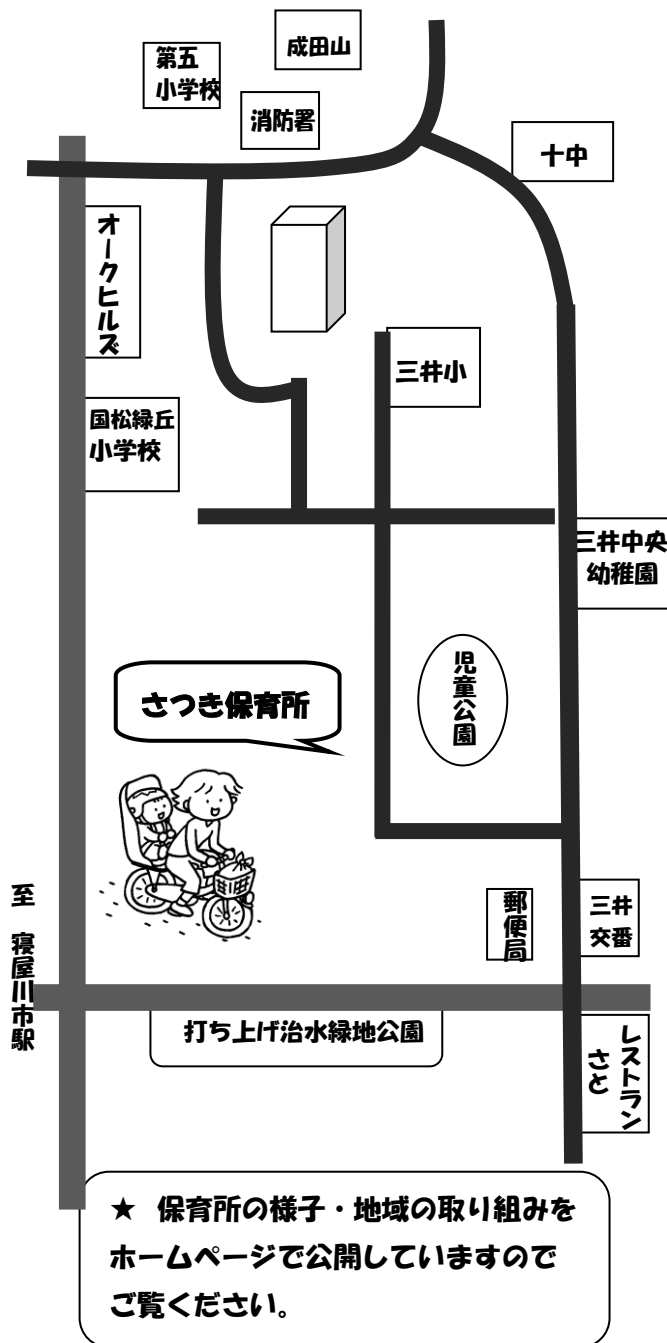 成田山
第五
小学校
消防署
十中
オークヒルズ
三井小
国松緑丘
小学校
三井中央
幼稚園
児童公園
さつき保育所
郵便局
三井
交番
至　寝屋川市駅
打ち上げ治水緑地公園
レストラン
さと
★　保育所の様子・地域の取り組みを
ホームページで公開していますので
ご覧ください。